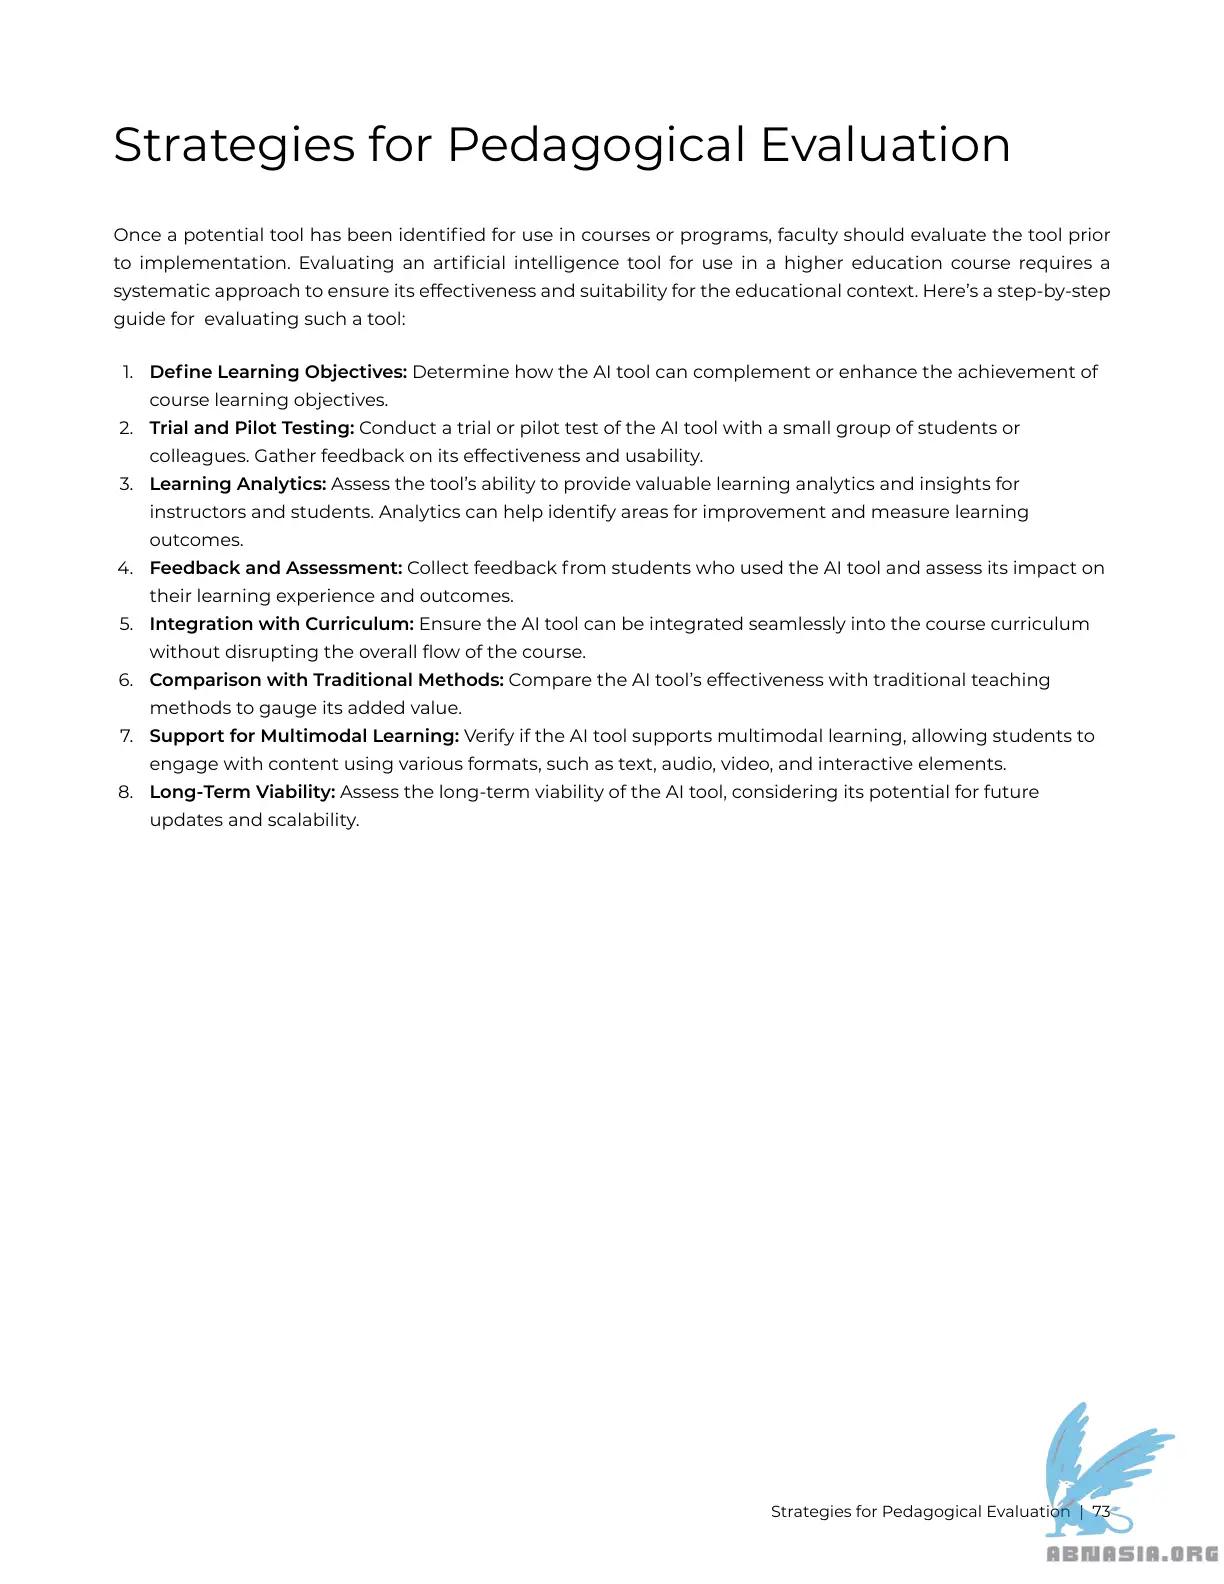 Strategies for Pedagogical Evaluation
Once a potential tool has been identified for use in courses or programs, faculty should evaluate the tool prior
to implementation. Evaluating an artificial intelligence tool for use in a higher education course requires a
systematic approach to ensure its effectiveness and suitability for the educational context. Here’s a step-by-step
guide for  evaluating such a tool:
1. Define Learning Objectives: Determine how the AI tool can complement or enhance the achievement of
course learning objectives.
2. Trial and Pilot Testing: Conduct a trial or pilot test of the AI tool with a small group of students or
colleagues. Gather feedback on its effectiveness and usability.
3. Learning Analytics: Assess the tool’s ability to provide valuable learning analytics and insights for
instructors and students. Analytics can help identify areas for improvement and measure learning
outcomes.
4. Feedback and Assessment: Collect feedback from students who used the AI tool and assess its impact on
their learning experience and outcomes.
5. Integration with Curriculum: Ensure the AI tool can be integrated seamlessly into the course curriculum
without disrupting the overall flow of the course.
6. Comparison with Traditional Methods: Compare the AI tool’s effectiveness with traditional teaching
methods to gauge its added value.
7. Support for Multimodal Learning: Verify if the AI tool supports multimodal learning, allowing students to
engage with content using various formats, such as text, audio, video, and interactive elements.
8. Long-Term Viability: Assess the long-term viability of the AI tool, considering its potential for future
updates and scalability.
Strategies for Pedagogical Evaluation | 73
ABNASIA.ORG